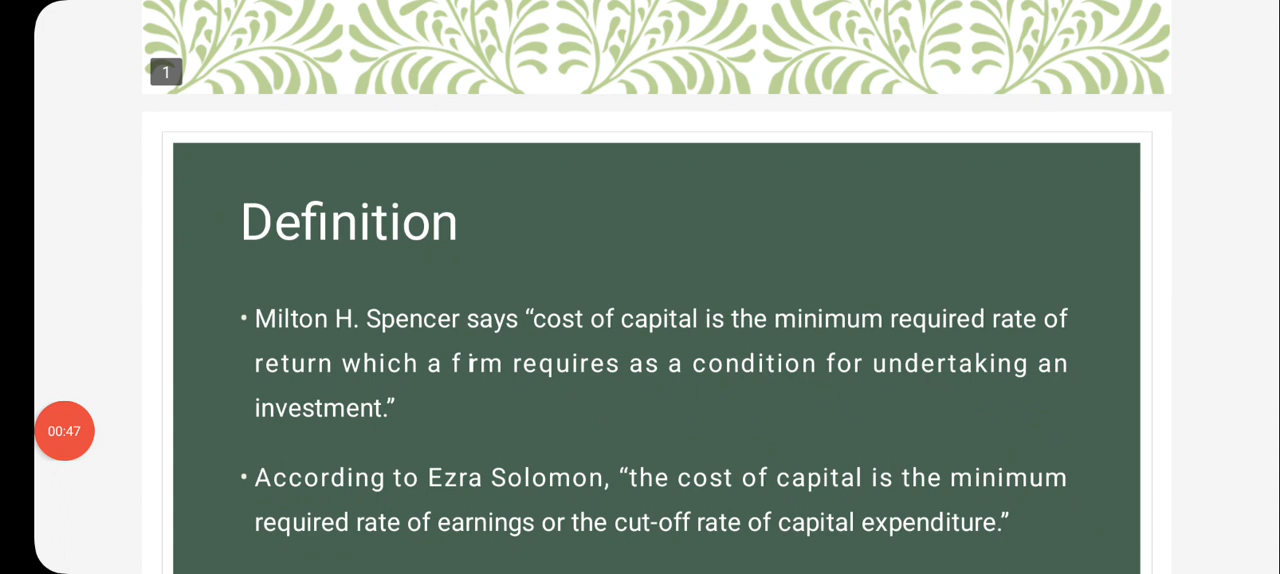 1
Definition
• Milton H. Spencer says “cost of capital is the minimum required rate of
return which a firm requires as a condition for undertaking an
investment.”
00:47
• According to Ezra Solomon, “the cost of capital is the minimum
required rate of earnings or the cut-off rate of capital expenditure.”